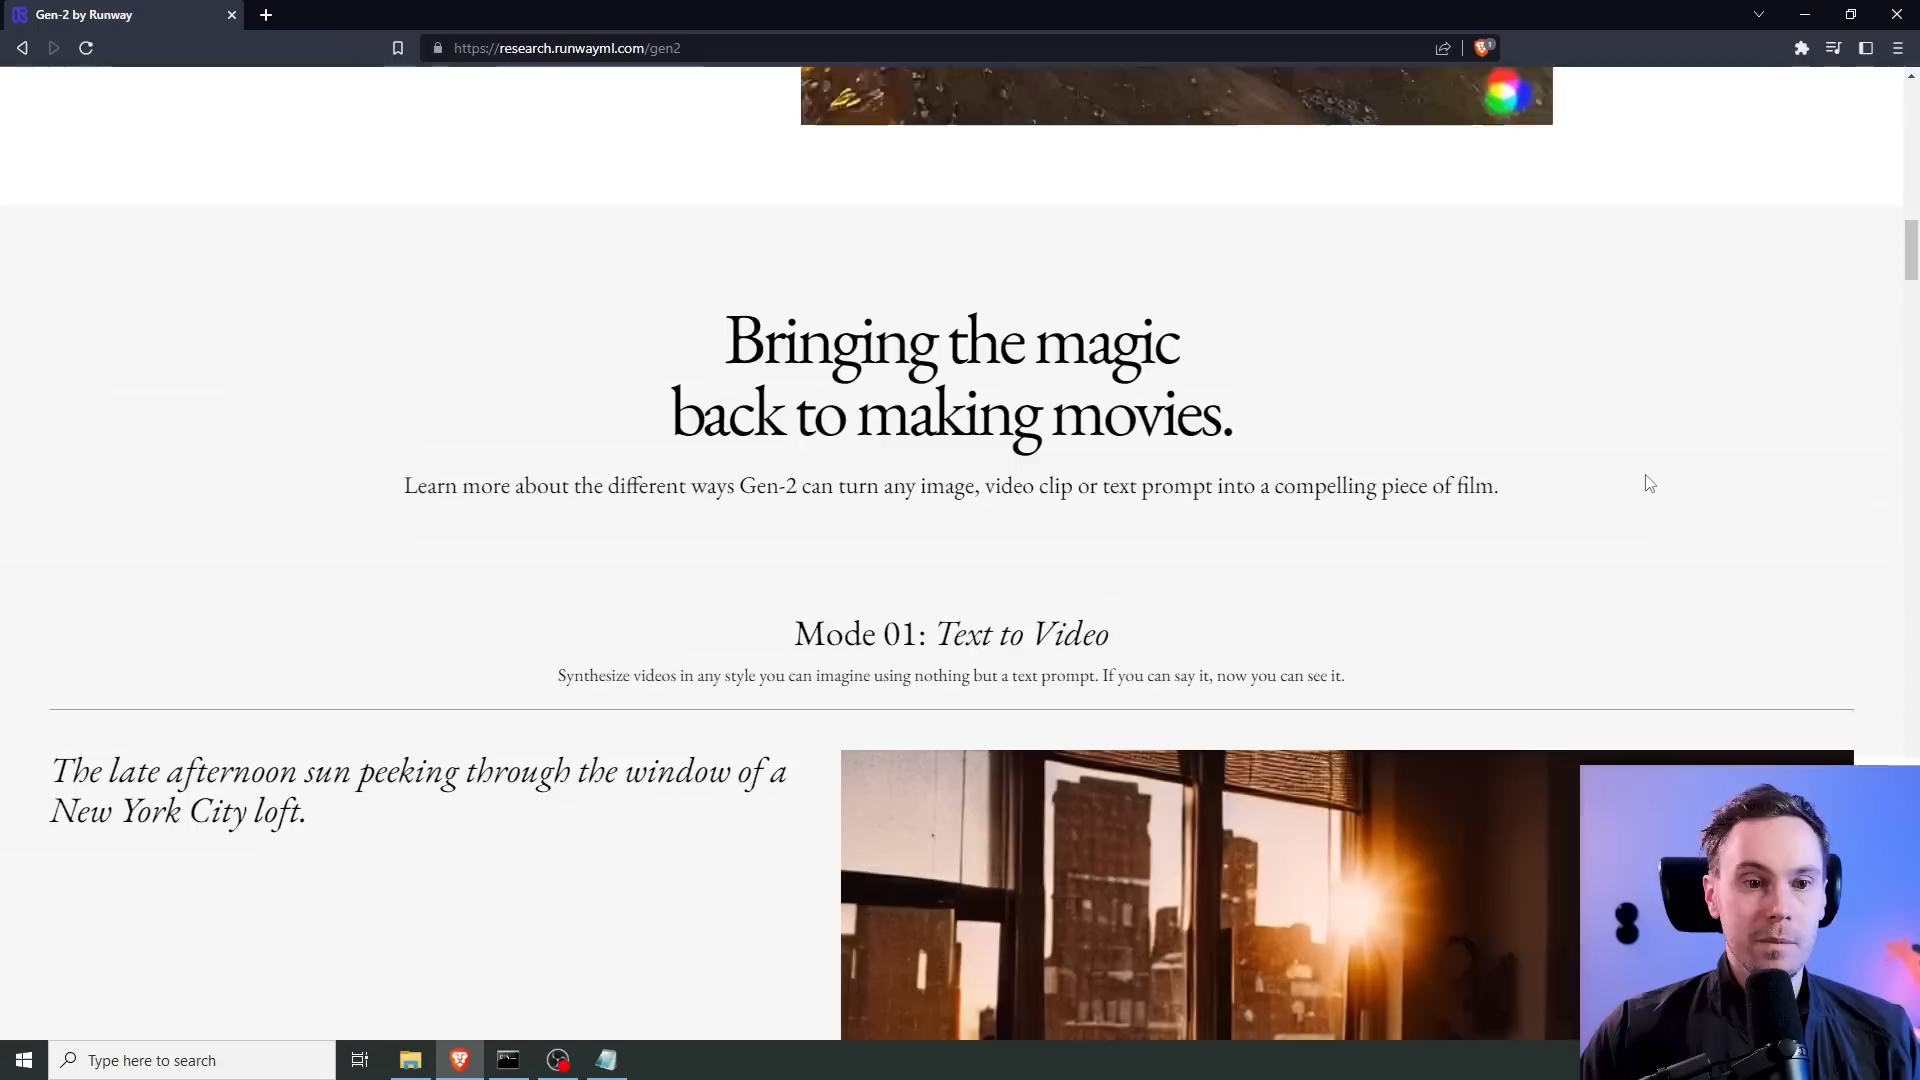 Gen-2 by Runway
https://research.runwayml.com/gen2
1
Bringing the magic
back to making movies.
Learn more about the different ways Gen-2 can turn any image, video clip or text prompt into a compelling piece of film.
Mode 01: Text to Video
Synthesize videos in any style you can imagine using nothing but a text prompt. If you can say it, now you can see it.
The late afternoon sun peeking through the window of a
New York City loft.
Type here to search